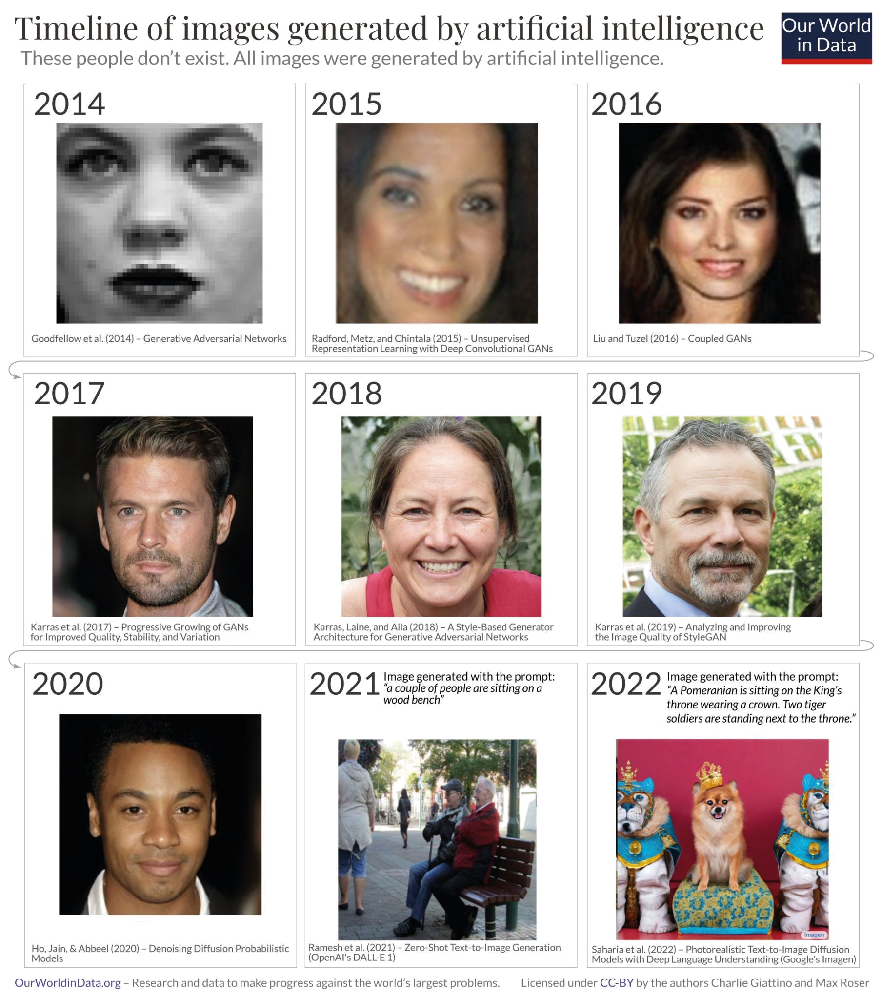 Timeline of images generated by artificial intelligence
These people don’t exist. All images were generated by artificial intelligence.
Our World
in Data
2014
Goodfellow et al. (2014) – Generative Adversarial Networks
2015
Radford, Metz, and Chintala (2015) – Unsupervised
Representation Learning with Deep Convolutional GANs
2016
Liu and Tuzel (2016) – Coupled GANs
2017
Karras et al. (2017) – Progressive Growing of GANs
for Improved Quality, Stability, and Variation
2018
Karras, Laine, and Aila (2018) – A Style-Based Generator
Architecture for Generative Adversarial Networks
2019
Karras et al. (2019) – Analyzing and Improving
the Image Quality of StyleGAN
2020
Ho, Jain, & Abbeel (2020) – Denoising Diffusion Probabilistic
Models
2021
Image generated with the prompt:
“a couple of people are sitting on a
wood bench”
Ramesh et al. (2021) – Zero-Shot Text-to-Image Generation
(OpenAI's DALL-E 1)
2022
Image generated with the prompt:
“A Pomeranian is sitting on the King’s
throne wearing a crown. Two tiger
soldiers are standing next to the throne.”
Imagen
Saharia et al. (2022) – Photorealistic Text-to-Image Diffusion
Models with Deep Language Understanding (Google's Imagen)
OurWorldinData.org – Research and data to make progress against the world’s largest problems.
Licensed under CC-BY by the authors Charlie Giattino and Max Roser